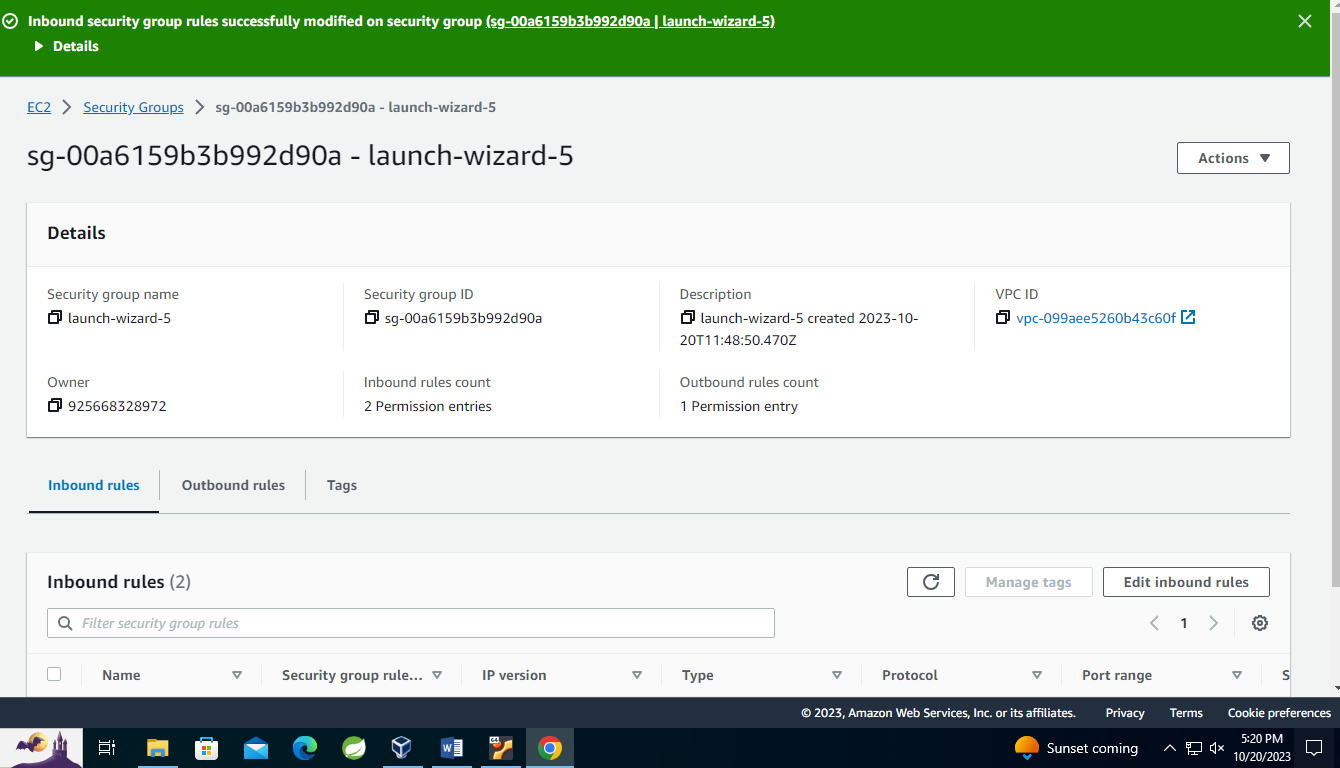 Inbound security group rules successfully modified on security group (sg-00a6159b3b992d90a | launch-wizard-5)
Details
EC2 > Security Groups > sg-00a6159b3b992d90a - launch-wizard-5
sg-00a6159b3b992d90a - launch-wizard-5
Actions
Details
Security group name
launch-wizard-5
Security group ID
sg-00a6159b3b992d90a
Description
launch-wizard-5 created 2023-10-
20T11:48:50.470Z
VPC ID
vpc-099aee5260b43c60f
Owner
925668328972
Inbound rules count
2 Permission entries
Outbound rules count
1 Permission entry
Inbound rules
Outbound rules
Tags
Inbound rules (2)
Manage tags
Edit inbound rules
Filter security group rules
1
Name
Security group rule...
IP version
Type
Protocol
Port range
S
© 2023, Amazon Web Services, Inc. or its affiliates.
Privacy
Terms
Cookie preferences
Sunset coming
5:20 PM
10/20/2023